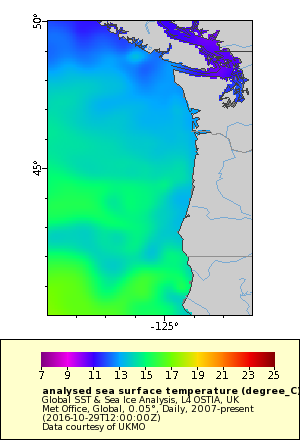 50°
45°
-125°
7 9 11 13 15 17 19 21 23 25
analysed sea surface temperature (degree_C)
Global SST & Sea Ice Analysis, L4 OSTIA, UK
Met Office, Global, 0.05°, Daily, 2007-present
(2016-10-29T12:00:00Z)
Data courtesy of UKMO